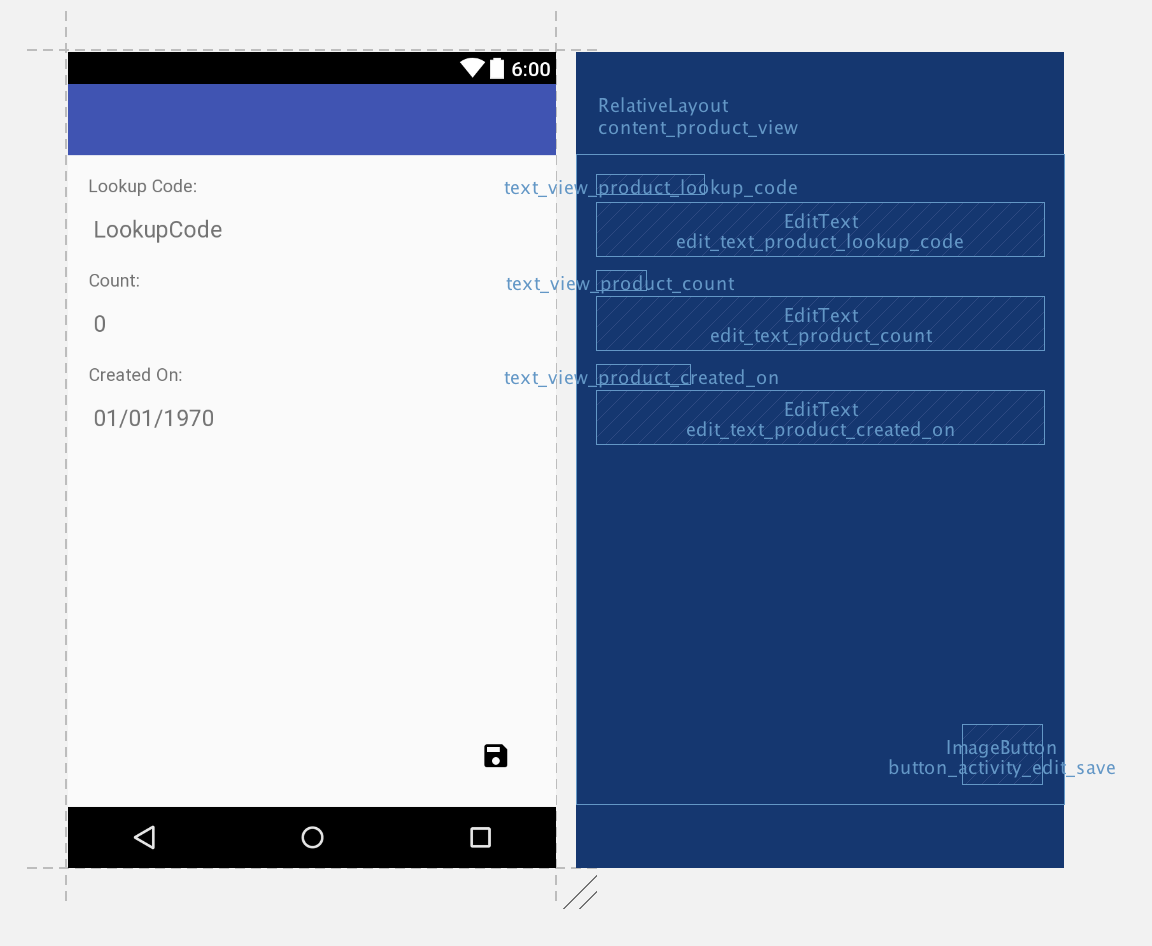 6:00
Lookup Code:
LookupCode
Count:
0
Created On:
01/01/1970
RelativeLayout
content_product_view
text_view_product_lookup_code
EditText
edit_text_product_lookup_code
text_view_product_count
EditText
edit_text_product_count
text_view_product_created_on
EditText
edit_text_product_created_on
ImageButton
button_activity_edit_save